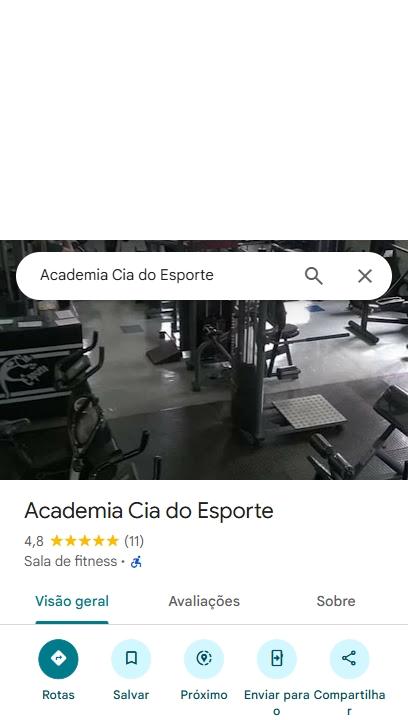 Academia Cia do Esporte
Academia Cia do Esporte
4,8 ★★★★★ (11)
Sala de fitness ·
Visão geral Avaliações Sobre
Rotas Salvar Próximo Enviar para o Compartilhar